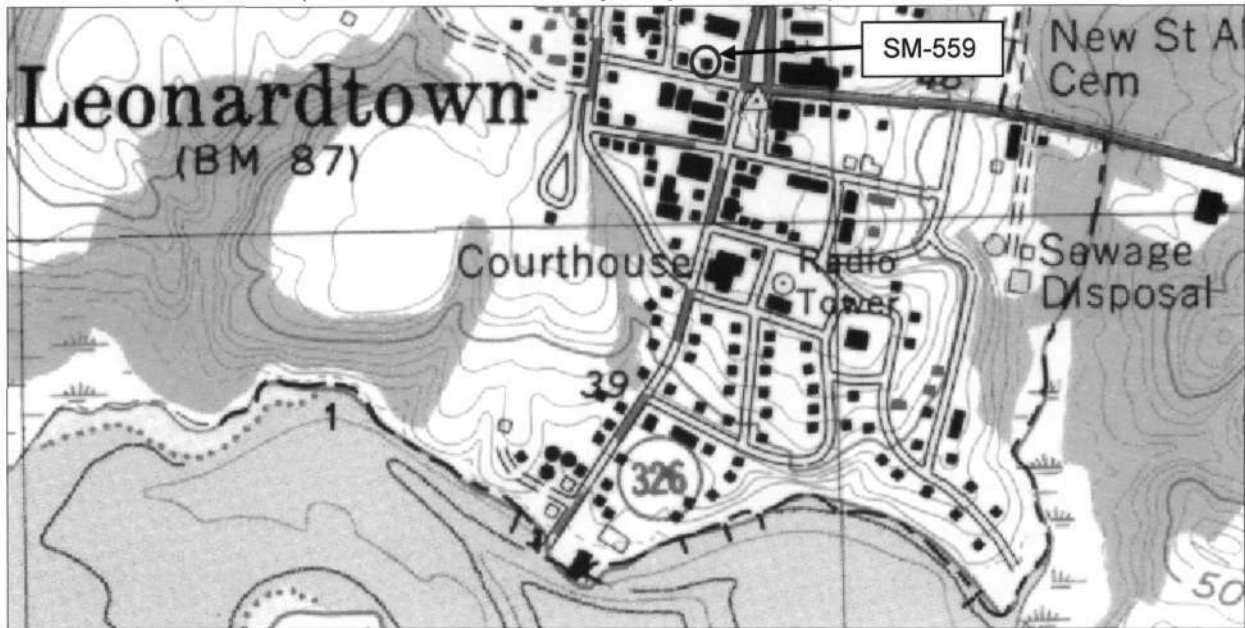 SM-559
New St Al
Cem
Leonardtown
(BM 87)
Courthouse
Radio
Tower
Sewage
Disposal
39
1
326
50